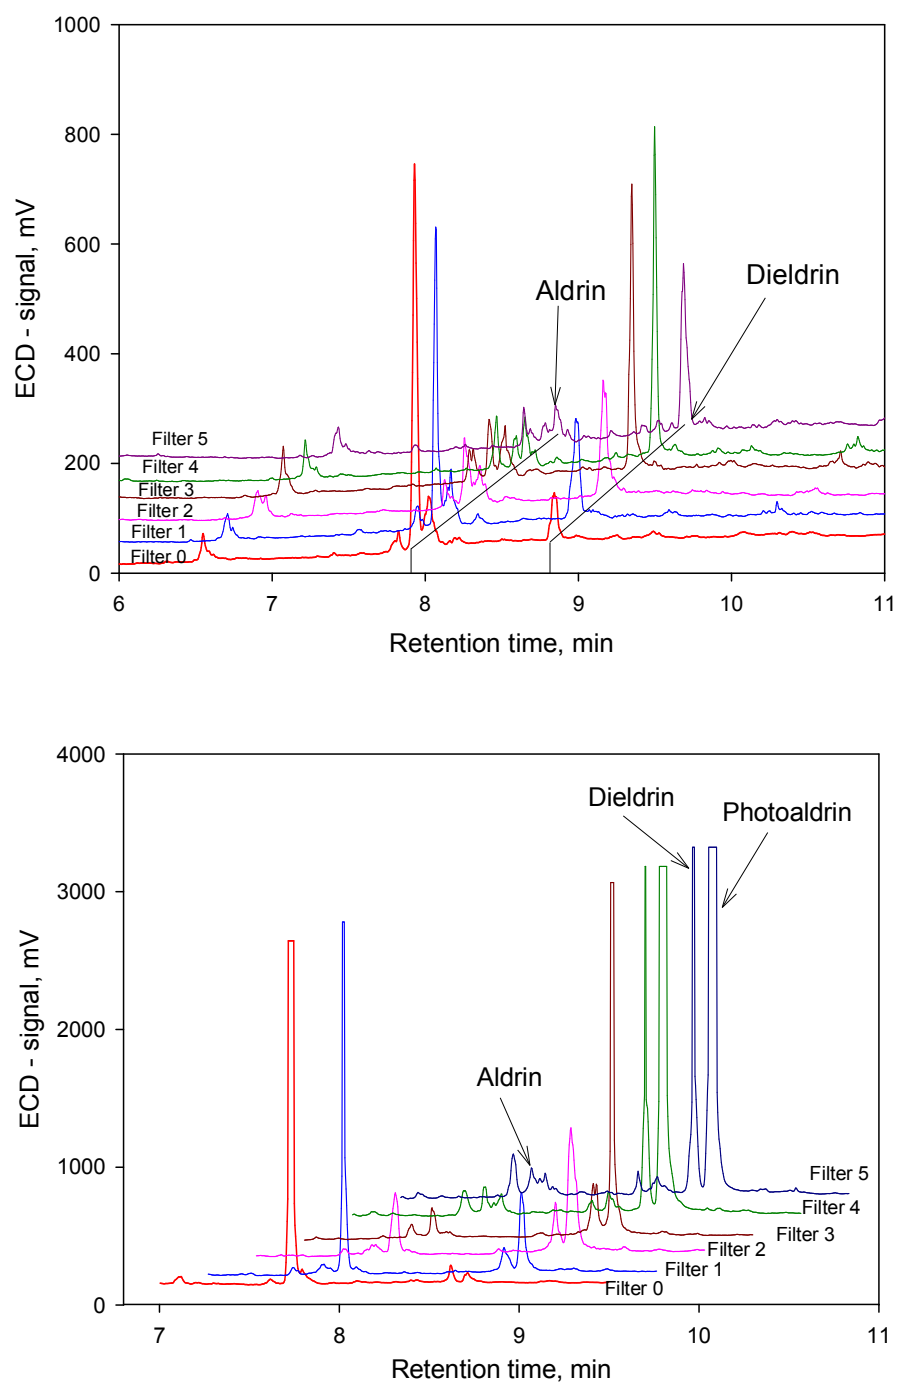 1000
800
600
400
200
0
ECD - signal, mV
Aldrin
Dieldrin
Filter 5
Filter 4
Filter 3
Filter 2
Filter 1
Filter 0
6 7 8 9 10 11
Retention time, min
4000
3000
2000
1000
0
ECD - signal, mV
Dieldrin
Photoaldrin
Aldrin
Filter 5
Filter 4
Filter 3
Filter 2
Filter 1
Filter 0
7 8 9 10 11
Retention time, min